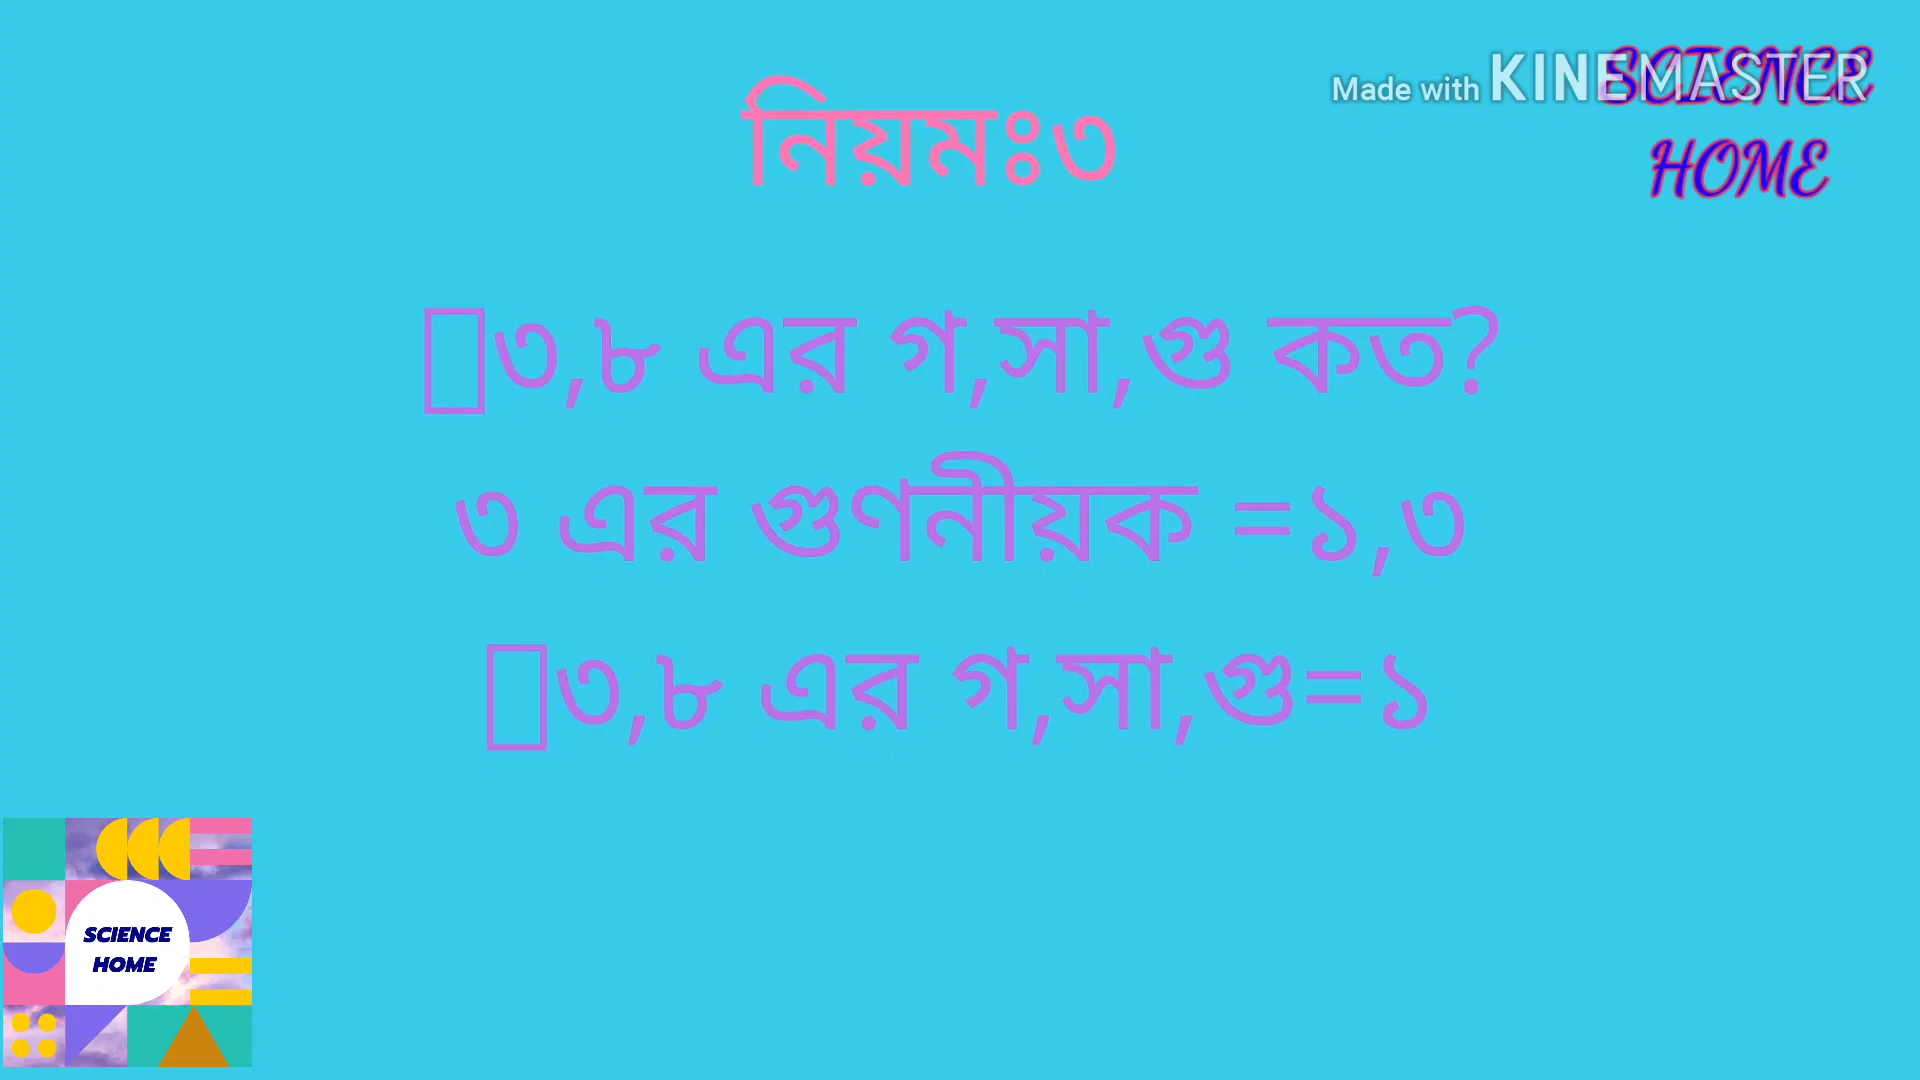 নিয়মঃ৩
Made with KINEMASTER
SCIENCE
HOME
৩,৮ এর গ,সা,গু কত?
৩ এর গুণনীয়ক =১,৩
৩,৮ এর গ,সা,গু=১
SCIENCE
HOME